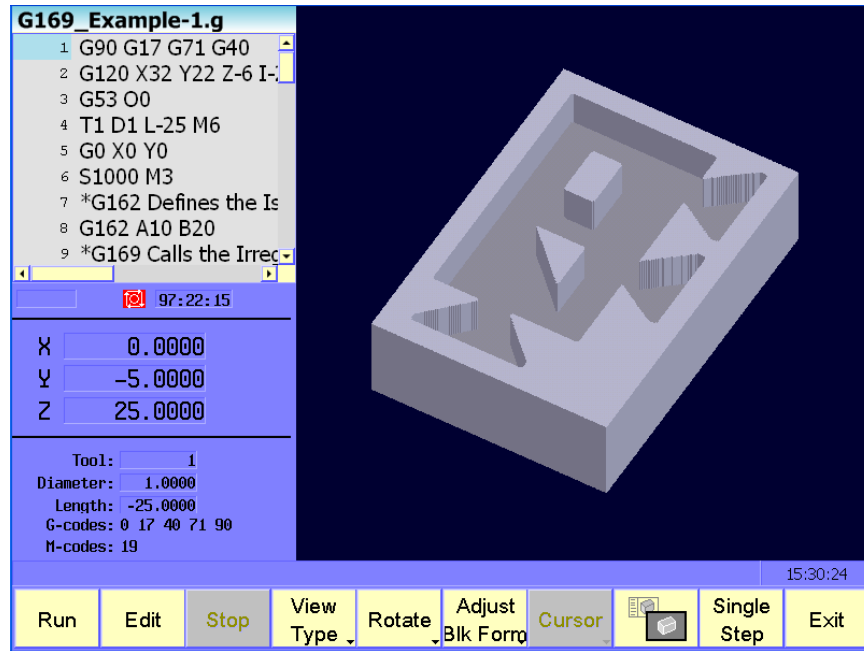 G169_Example-1.g
1 G90 G17 G71 G40
2 G120 X32 Y22 Z-6 I-
3 G53 O0
4 T1 D1 L-25 M6
5 G0 X0 Y0
6 S1000 M3
7 *G162 Defines the Is
8 G162 A10 B20
9 *G169 Calls the Irreg
97:22:15
X 0.0000
Y -5.0000
Z 25.0000
Tool: 1
Diameter: 1.0000
Length: -25.0000
G-codes: 0 17 40 71 90
M-codes: 19
15:30:24
Run Edit Stop View Type Rotate Adjust Blk Form Cursor Single Step Exit